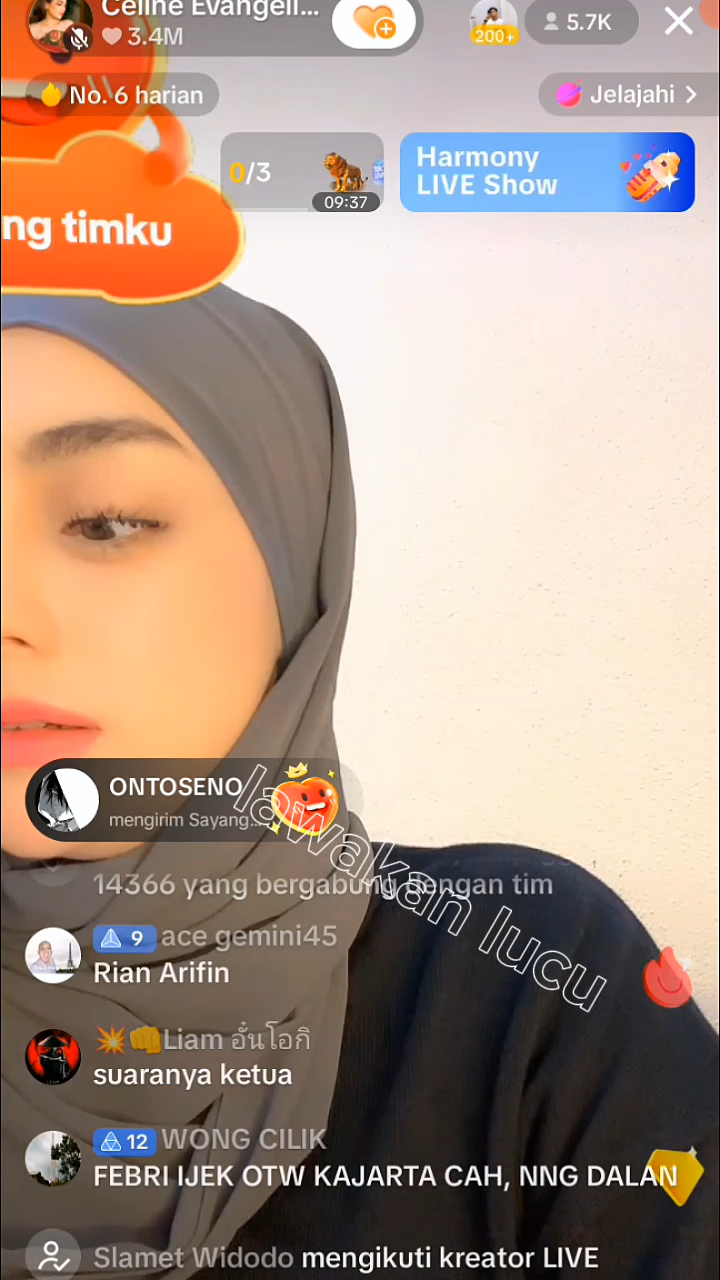 Celine Evangeli...
3.4M
200+
5.7K
No. 6 harian
Jelajahi
0/3
09:37
Harmony
LIVE Show
ng timku
ONTOSENO
mengirim Sayang...
lawakan lucu
14366 yang bergabung dengan tim
9 ace gemini45
Rian Arifin
Liam อั๋นโอกิ
suaranya ketua
12 WONG CILIK
FEBRI IJEK OTW KAJARTA CAH, NNG DALAN
Slamet Widodo mengikuti kreator LIVE